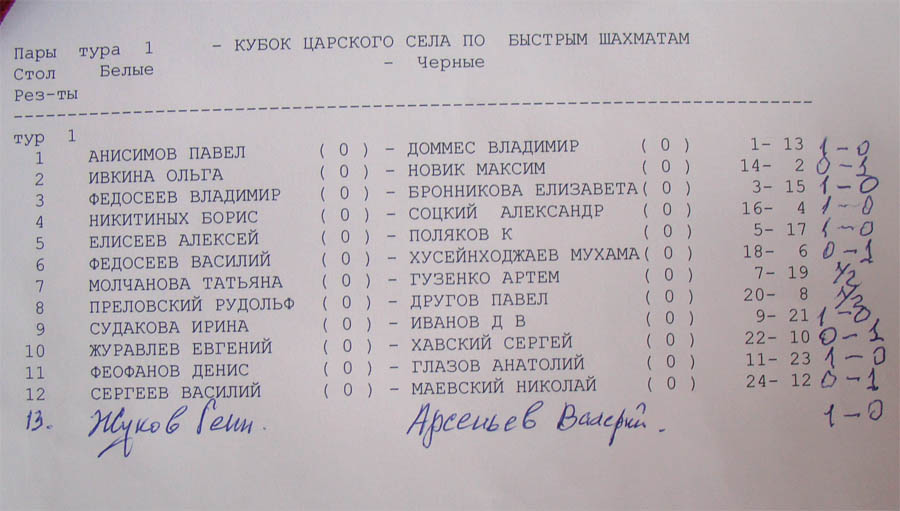 Пары тура 1 - КУБОК ЦАРСКОГО СЕЛА ПО БЫСТРЫМ ШАХМАТАМ
Стол Белые - Черные
Рез-ты
тур 1
1 АНИСИМОВ ПАВЕЛ ( 0 ) - ДОММЕС ВЛАДИМИР ( 0 ) 1- 13 1-0
2 ИВКИНА ОЛЬГА ( 0 ) - НОВИК МАКСИМ ( 0 ) 14- 2 0-1
3 ФЕДОСЕЕВ ВЛАДИМИР ( 0 ) - БРОННИКОВА ЕЛИЗАВЕТА( 0 ) 3- 15 1-0
4 НИКИТИНЫХ БОРИС ( 0 ) - СОЦКИЙ АЛЕКСАНДР ( 0 ) 16- 4 1-0
5 ЕЛИСЕЕВ АЛЕКСЕЙ ( 0 ) - ПОЛЯКОВ К ( 0 ) 5- 17 1-0
6 ФЕДОСЕЕВ ВАСИЛИЙ ( 0 ) - ХУСЕЙНХОДЖАЕВ МУХАМА( 0 ) 18- 6 0-1
7 МОЛЧАНОВА ТАТЬЯНА ( 0 ) - ГУЗЕНКО АРТЕМ ( 0 ) 7- 19 1/2
8 ПРЕЛОВСКИЙ РУДОЛЬФ ( 0 ) - ДРУГОВ ПАВЕЛ ( 0 ) 20- 8 1/2
9 СУДАКОВА ИРИНА ( 0 ) - ИВАНОВ Д В ( 0 ) 9- 21 1-0
10 ЖУРАВЛЕВ ЕВГЕНИЙ ( 0 ) - ХАВСКИЙ СЕРГЕЙ ( 0 ) 22- 10 0-1
11 ФЕОФАНОВ ДЕНИС ( 0 ) - ГЛАЗОВ АНАТОЛИЙ ( 0 ) 11- 23 1-0
12 СЕРГЕЕВ ВАСИЛИЙ ( 0 ) - МАЕВСКИЙ НИКОЛАЙ ( 0 ) 24- 12 0-1
13. Жуков Генн. Арсеньев Валерий. 1-0